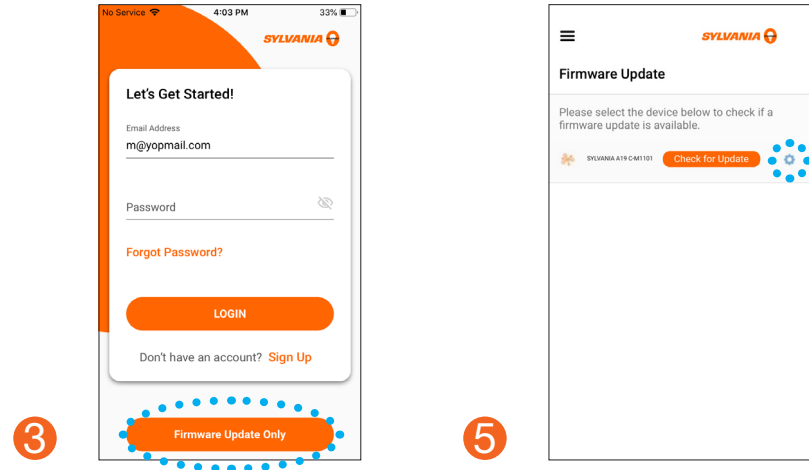 No Service 4:03 PM 33%
SYLVANIA
Let's Get Started!
Email Address
m@yopmail.com
Password
Forgot Password?
LOGIN
Don't have an account? Sign Up
Firmware Update Only
3
SYLVANIA
Firmware Update
Please select the device below to check if a
firmware update is available.
SYLVANIA A19 C-M1101 Check for Update
5